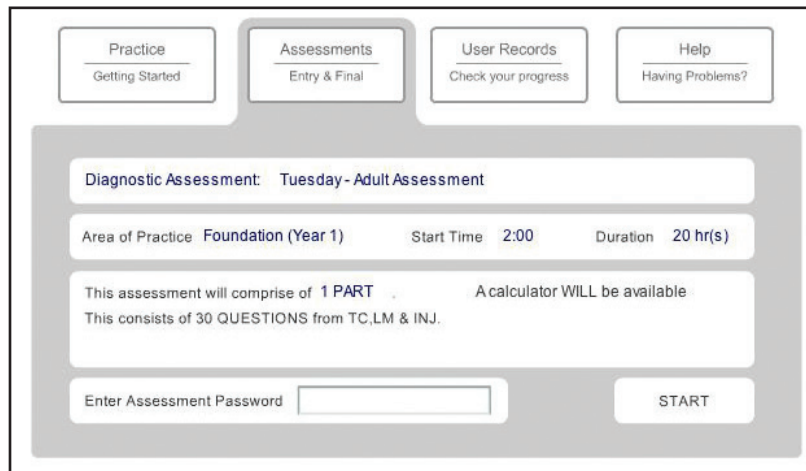 Practice
Getting Started
Assessments
Entry & Final
User Records
Check your progress
Help
Having Problems?
Diagnostic Assessment: Tuesday - Adult Assessment
Area of Practice Foundation (Year 1) Start Time 2:00 Duration 20 hr(s)
This assessment will comprise of 1 PART . A calculator WILL be available
This consists of 30 QUESTIONS from TC,LM & INJ.
Enter Assessment Password START